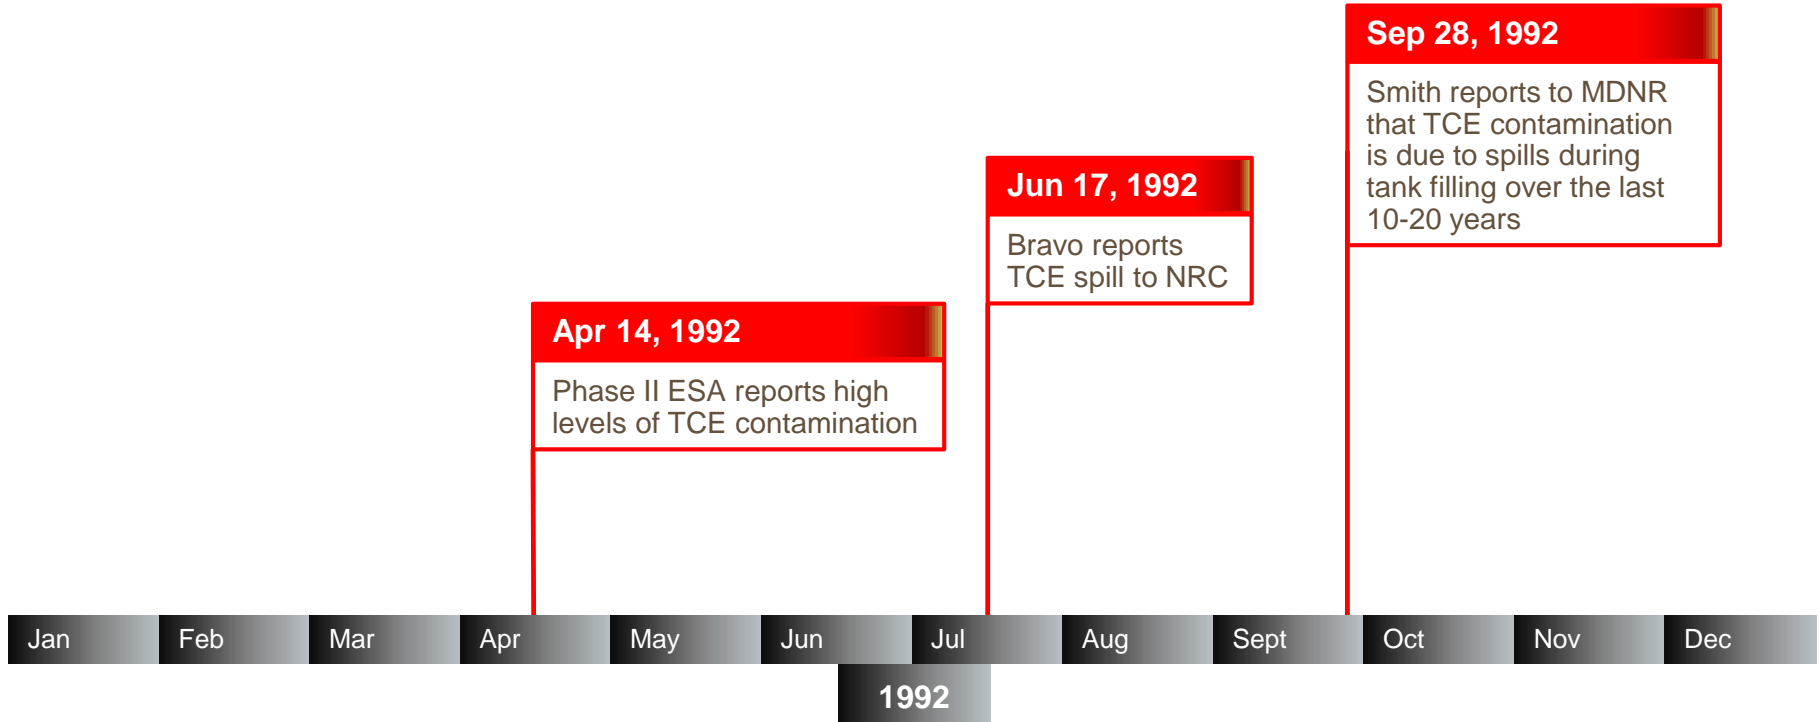 Sep 28, 1992
Smith reports to MDNR
that TCE contamination
is due to spills during
tank filling over the last
10-20 years
Jun 17, 1992
Bravo reports
TCE spill to NRC
Apr 14, 1992
Phase II ESA reports high
levels of TCE contamination
Jan Feb Mar Apr May Jun Jul Aug Sept Oct Nov Dec
1992